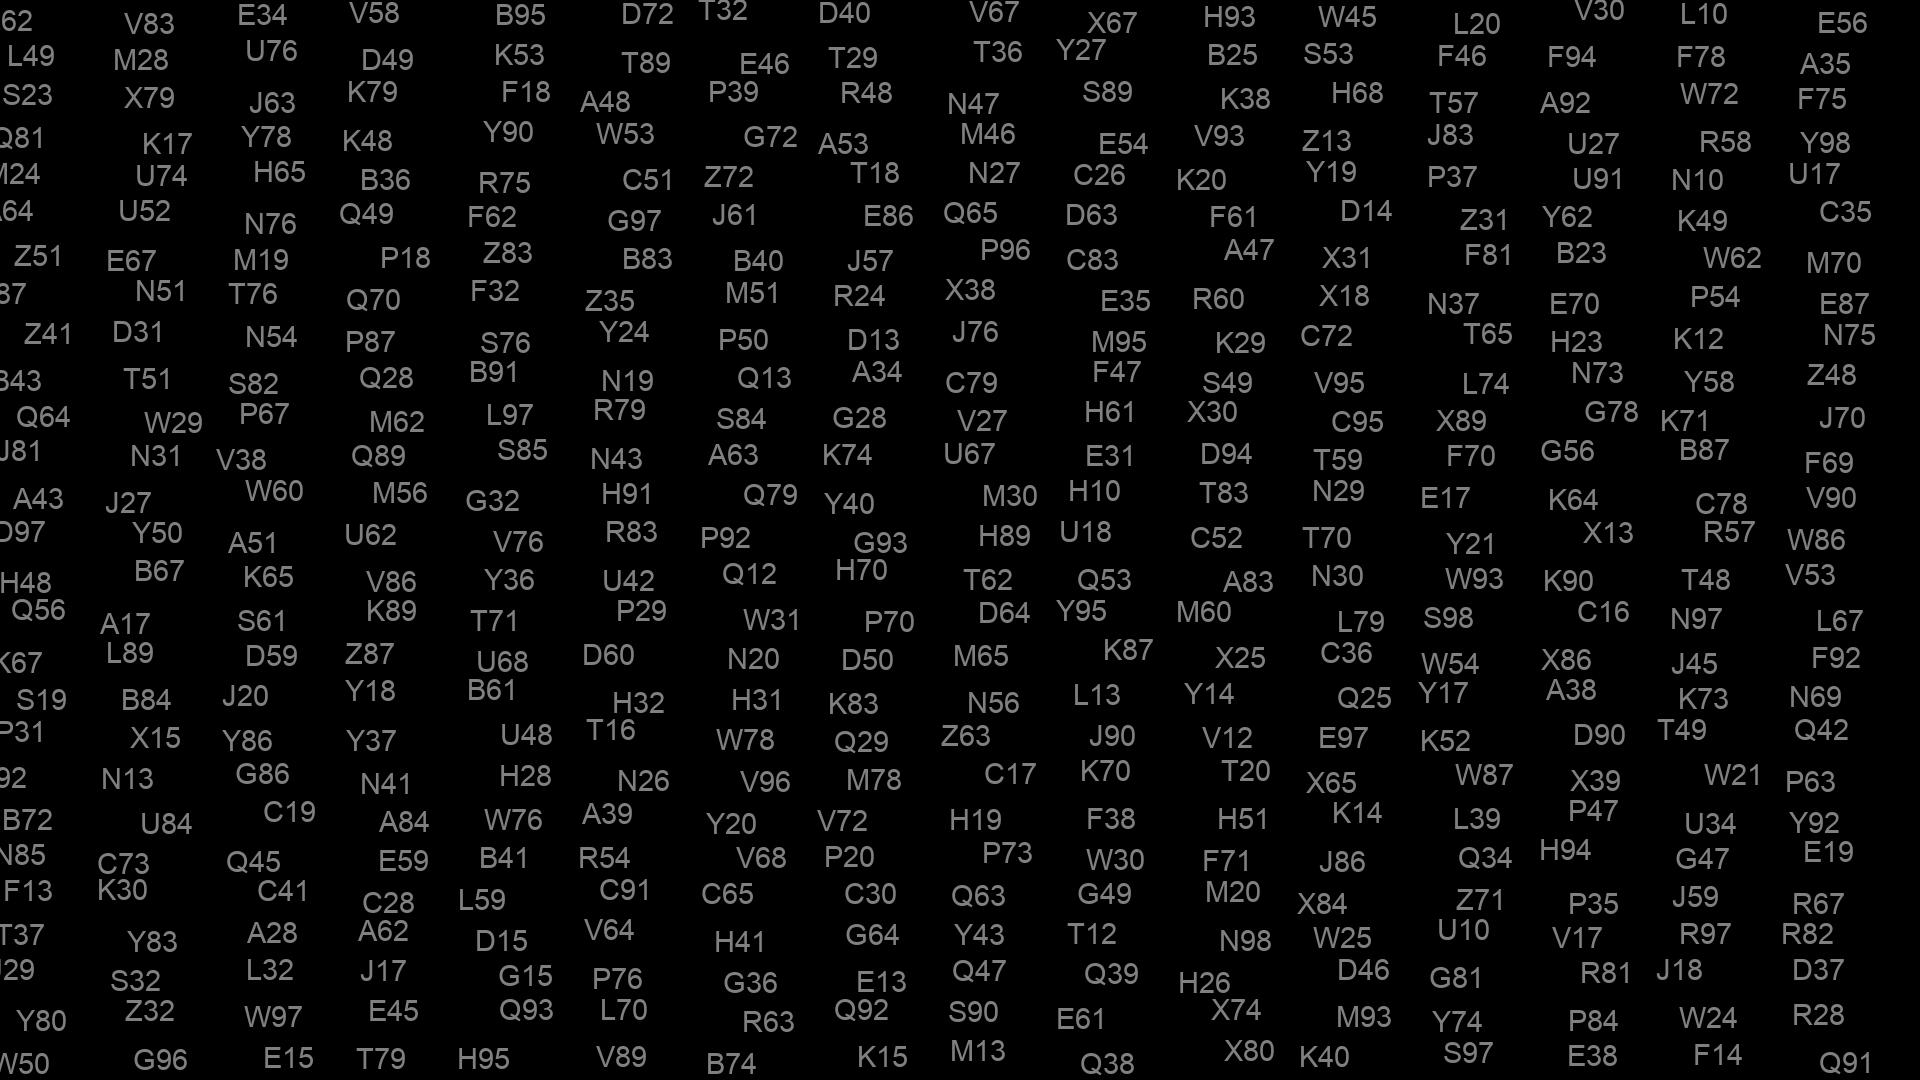 62 V83 E34 V58 B95 D72 T32 D40 V67 X67 H93 W45 L20 V30 L10 E56
L49 M28 U76 D49 K53 T89 E46 T29 T36 Y27 B25 S53 F46 F94 F78 A35
S23 X79 J63 K79 F18 A48 P39 R48 N47 S89 K38 H68 T57 A92 W72 F75
Q81 K17 Y78 K48 Y90 W53 G72 A53 M46 E54 V93 Z13 J83 U27 R58 Y98
M24 U74 H65 B36 R75 C51 Z72 T18 N27 C26 K20 Y19 P37 U91 N10 U17
64 U52 N76 Q49 F62 G97 J61 E86 Q65 D63 F61 D14 Z31 Y62 K49 C35
Z51 E67 M19 P18 Z83 B83 B40 J57 P96 C83 A47 X31 F81 B23 W62 M70
87 N51 T76 Q70 F32 Z35 M51 R24 X38 E35 R60 X18 N37 E70 P54 E87
Z41 D31 N54 P87 S76 Y24 P50 D13 J76 M95 K29 C72 T65 H23 K12 N75
B43 T51 S82 Q28 B91 N19 Q13 A34 C79 F47 S49 V95 L74 N73 Y58 Z48
Q64 W29 P67 M62 L97 R79 S84 G28 V27 H61 X30 C95 X89 G78 K71 J70
J81 N31 V38 Q89 S85 N43 A63 K74 U67 E31 D94 T59 F70 G56 B87 F69
A43 J27 W60 M56 G32 H91 Q79 Y40 M30 H10 T83 N29 E17 K64 C78 V90
D97 Y50 A51 U62 V76 R83 P92 G93 H89 U18 C52 T70 Y21 X13 R57 W86
H48 B67 K65 V86 Y36 U42 Q12 H70 T62 Q53 A83 N30 W93 K90 T48 V53
Q56 A17 S61 K89 T71 P29 W31 P70 D64 Y95 M60 L79 S98 C16 N97 L67
K67 L89 D59 Z87 U68 D60 N20 D50 M65 K87 X25 C36 W54 X86 J45 F92
S19 B84 J20 Y18 B61 H32 H31 K83 N56 L13 Y14 Q25 Y17 A38 K73 N69
P31 X15 Y86 Y37 U48 T16 W78 Q29 Z63 J90 V12 E97 K52 D90 T49 Q42
92 N13 G86 N41 H28 N26 V96 M78 C17 K70 T20 X65 W87 X39 W21 P63
B72 U84 C19 A84 W76 A39 Y20 V72 H19 F38 H51 K14 L39 P47 U34 Y92
N85 C73 Q45 E59 B41 R54 V68 P20 P73 W30 F71 J86 Q34 H94 G47 E19
F13 K30 C41 C28 L59 C91 C65 C30 Q63 G49 M20 X84 Z71 P35 J59 R67
T37 Y83 A28 A62 D15 V64 H41 G64 Y43 T12 N98 W25 U10 V17 R97 R82
29 S32 L32 J17 G15 P76 G36 E13 Q47 Q39 H26 D46 G81 R81 J18 D37
Y80 Z32 W97 E45 Q93 L70 R63 Q92 S90 E61 X74 M93 Y74 P84 W24 R28
W50 G96 E15 T79 H95 V89 B74 K15 M13 Q38 X80 K40 S97 E38 F14 Q91